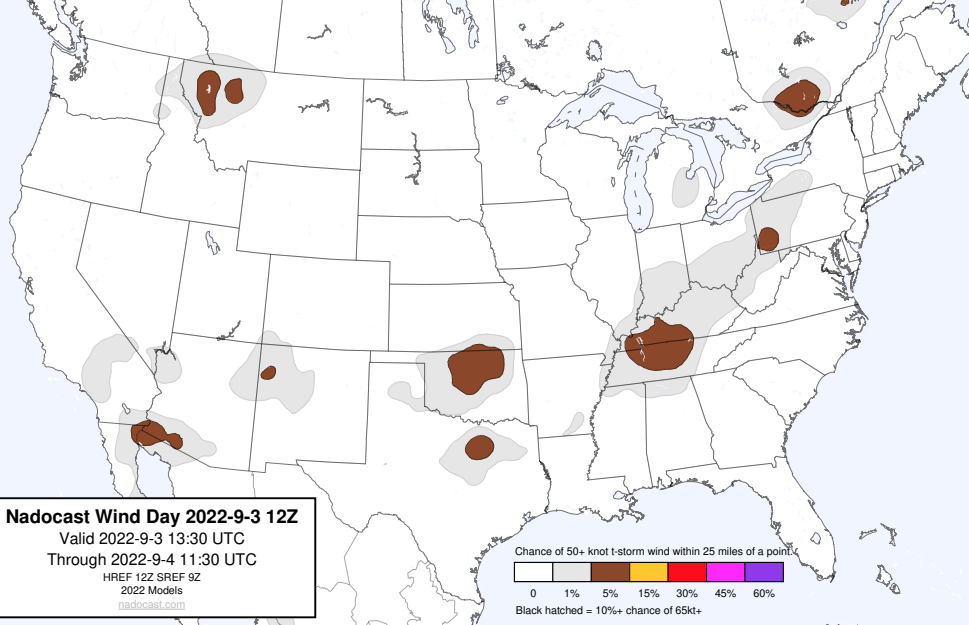 Nadocast Wind Day 2022-9-3 12Z
Valid 2022-9-3 13:30 UTC
Through 2022-9-4 11:30 UTC
HREF 12Z SREF 9Z
2022 Models
nadocast.com
Chance of 50+ knot t-storm wind within 25 miles of a point.
0 1% 5% 15% 30% 45% 60%
Black hatched = 10%+ chance of 65kt+